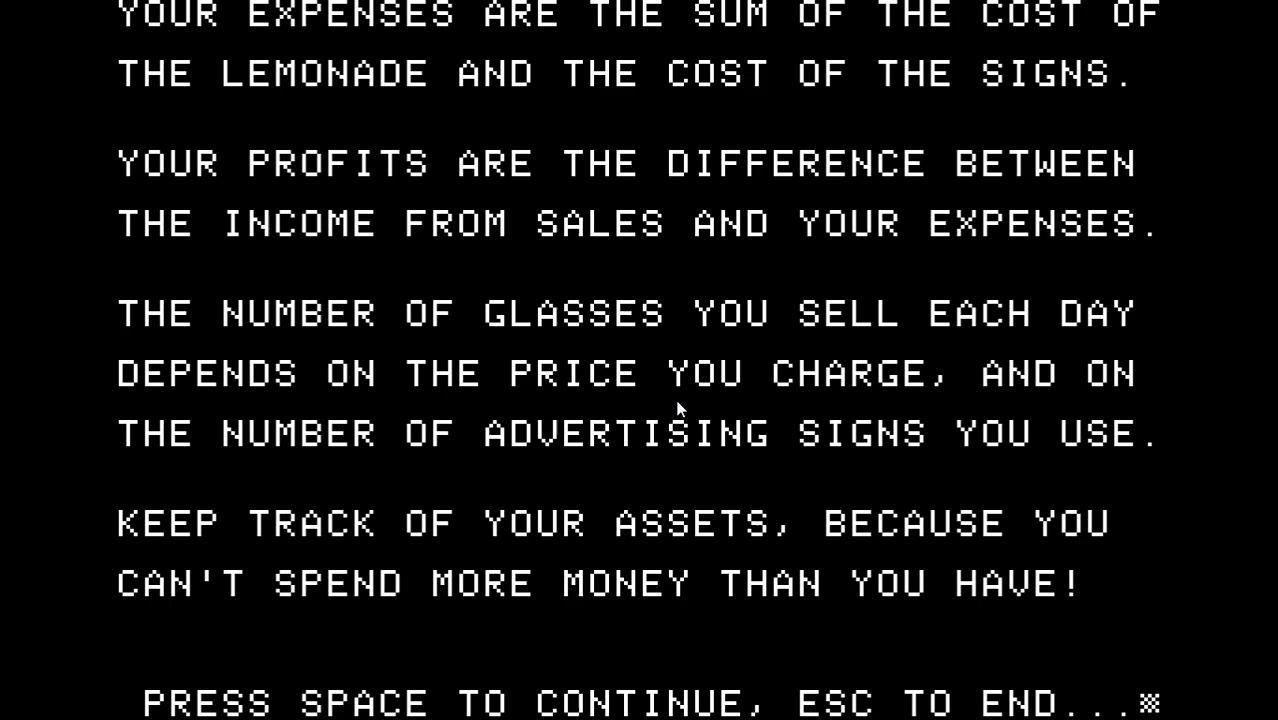 YOUR EXPENSES ARE THE SUM OF THE COST OF
THE LEMONADE AND THE COST OF THE SIGNS.
YOUR PROFITS ARE THE DIFFERENCE BETWEEN
THE INCOME FROM SALES AND YOUR EXPENSES.
THE NUMBER OF GLASSES YOU SELL EACH DAY
DEPENDS ON THE PRICE YOU CHARGE, AND ON
THE NUMBER OF ADVERTISING SIGNS YOU USE.
KEEP TRACK OF YOUR ASSETS, BECAUSE YOU
CAN'T SPEND MORE MONEY THAN YOU HAVE!
PRESS SPACE TO CONTINUE, ESC TO END...